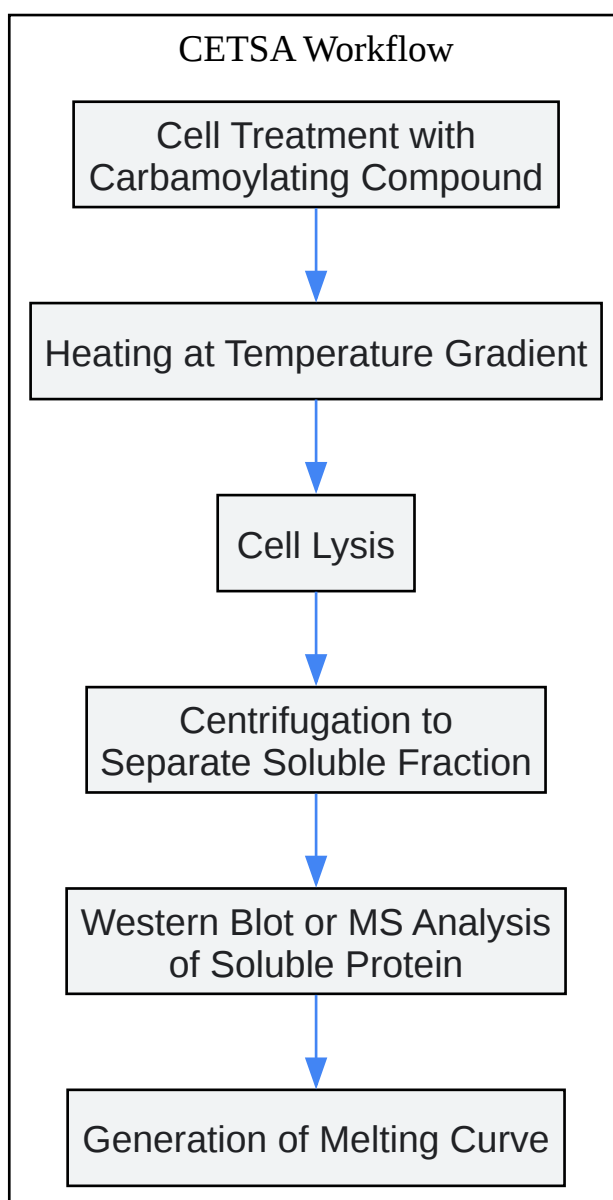 CETSA Workflow
Cell Treatment with
Carbamoylating Compound
Heating at Temperature Gradient
Cell Lysis
Centrifugation to
Separate Soluble Fraction
Western Blot or MS Analysis
of Soluble Protein
Generation of Melting Curve